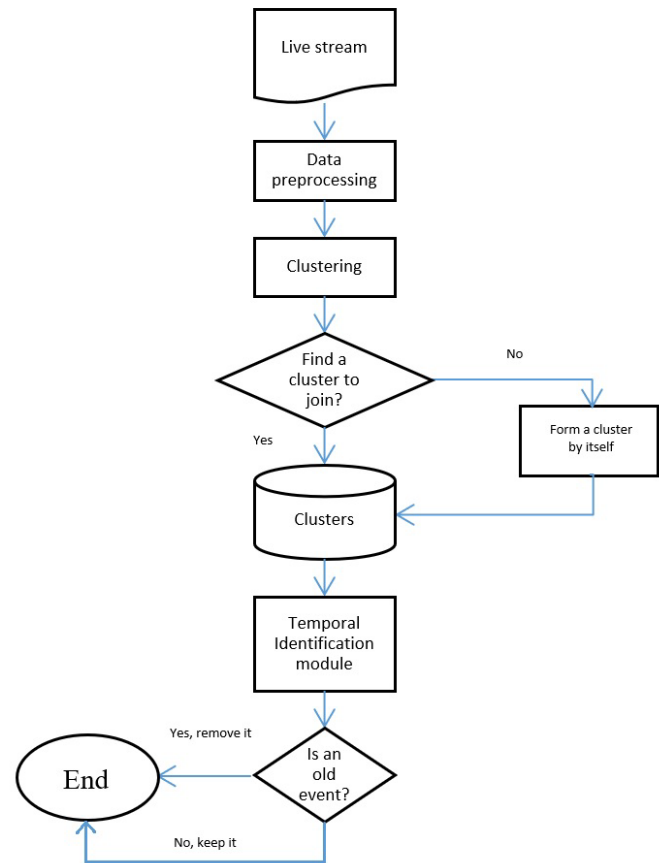 Live stream
Data
preprocessing
Clustering
Find a
cluster to
join?
No
Form a cluster
by itself
Yes
Clusters
Temporal
Identification
module
Is an
old
event?
Yes, remove it
End
No, keep it